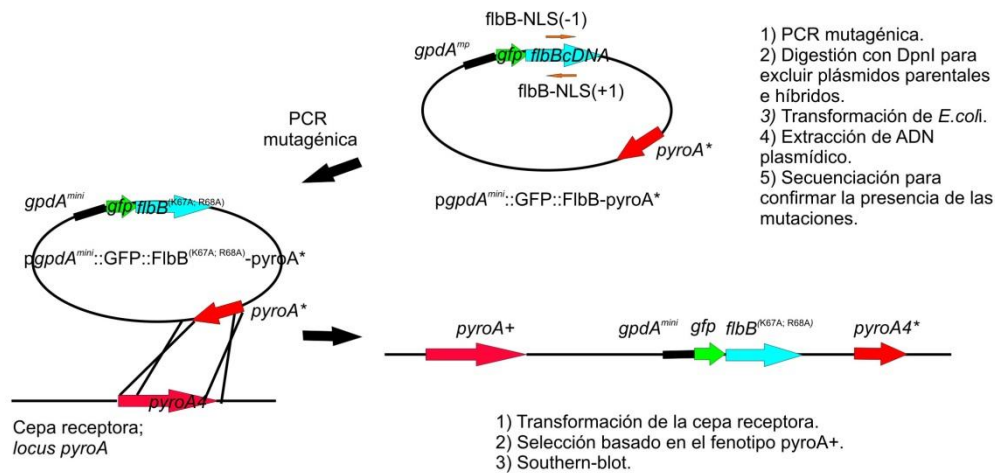 flbB-NLS(-1)
gpdA^mp gfp flbBcDNA
flbB-NLS(+1)
pyroA*
pgpdA^mini::GFP::FlbB-pyroA*
1) PCR mutagénica.
2) Digestión con DpnI para
excluir plásmidos parentales
e híbridos.
3) Transformación de E.coli.
4) Extracción de ADN
plasmídico.
5) Secuenciación para
confirmar la presencia de las
mutaciones.
PCR
mutagénica
gpdA^mini
gfp flbB^(K67A; R68A)
pgpdA^mini::GFP::FlbB^(K67A; R68A)-pyroA*
pyroA*
pyroA4
Cepa receptora;
locus pyroA
pyroA+ gpdA^mini gfp flbB^(K67A; R68A) pyroA4*
1) Transformación de la cepa receptora.
2) Selección basado en el fenotipo pyroA+.
3) Southern-blot.